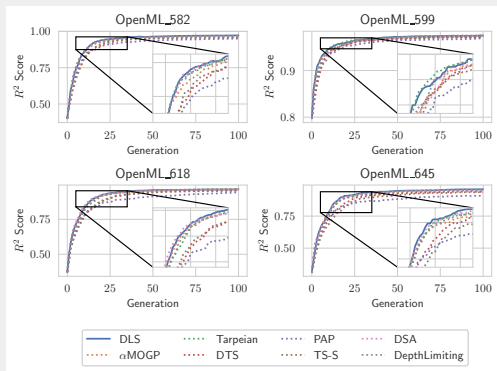 OpenML_582
R² Score
1.00
0.75
0.50
0
25
50
75
100
Generation
OpenML_599
R² Score
0.9
0.8
0
25
50
75
100
Generation
OpenML_618
R² Score
0.75
0.50
0
25
50
75
100
Generation
OpenML_645
R² Score
0.75
0.50
0
25
50
75
100
Generation
DLS Tarpeian PAP DSA
αMOGP DTS TS-S DepthLimiting